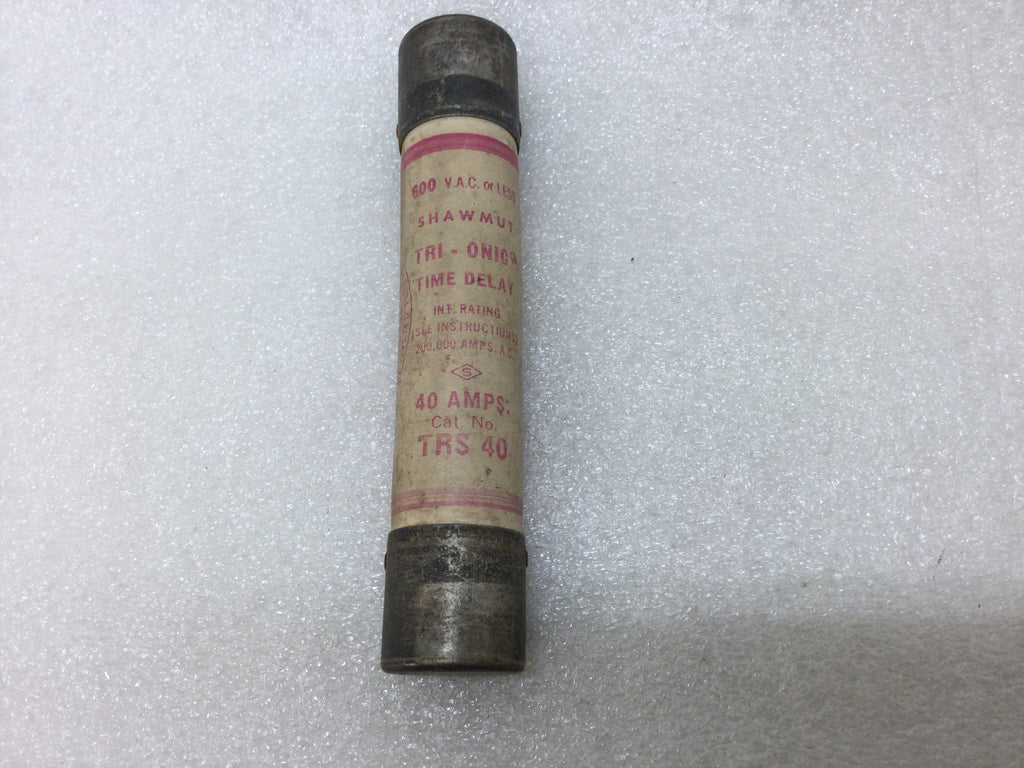 600 V.A.C. or LESS
SHAWMUT
TRI-ONIC®
TIME DELAY
INT. RATING
(SEE INSTRUCTIONS)
200,000 AMPS. A.C.
S
40 AMPS.
Cat. No.
TRS 40